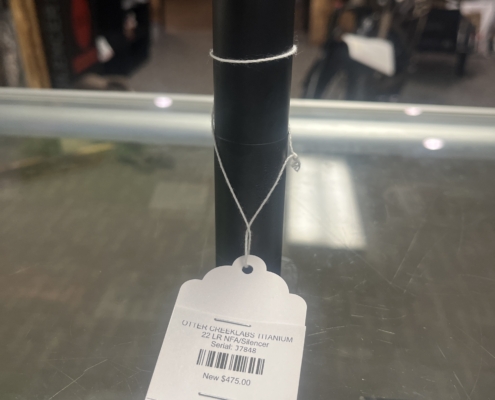 OTTER CREEKLABS TITANIUM
22 LR NFA/Silencer
Serial: 37848
New $475.00